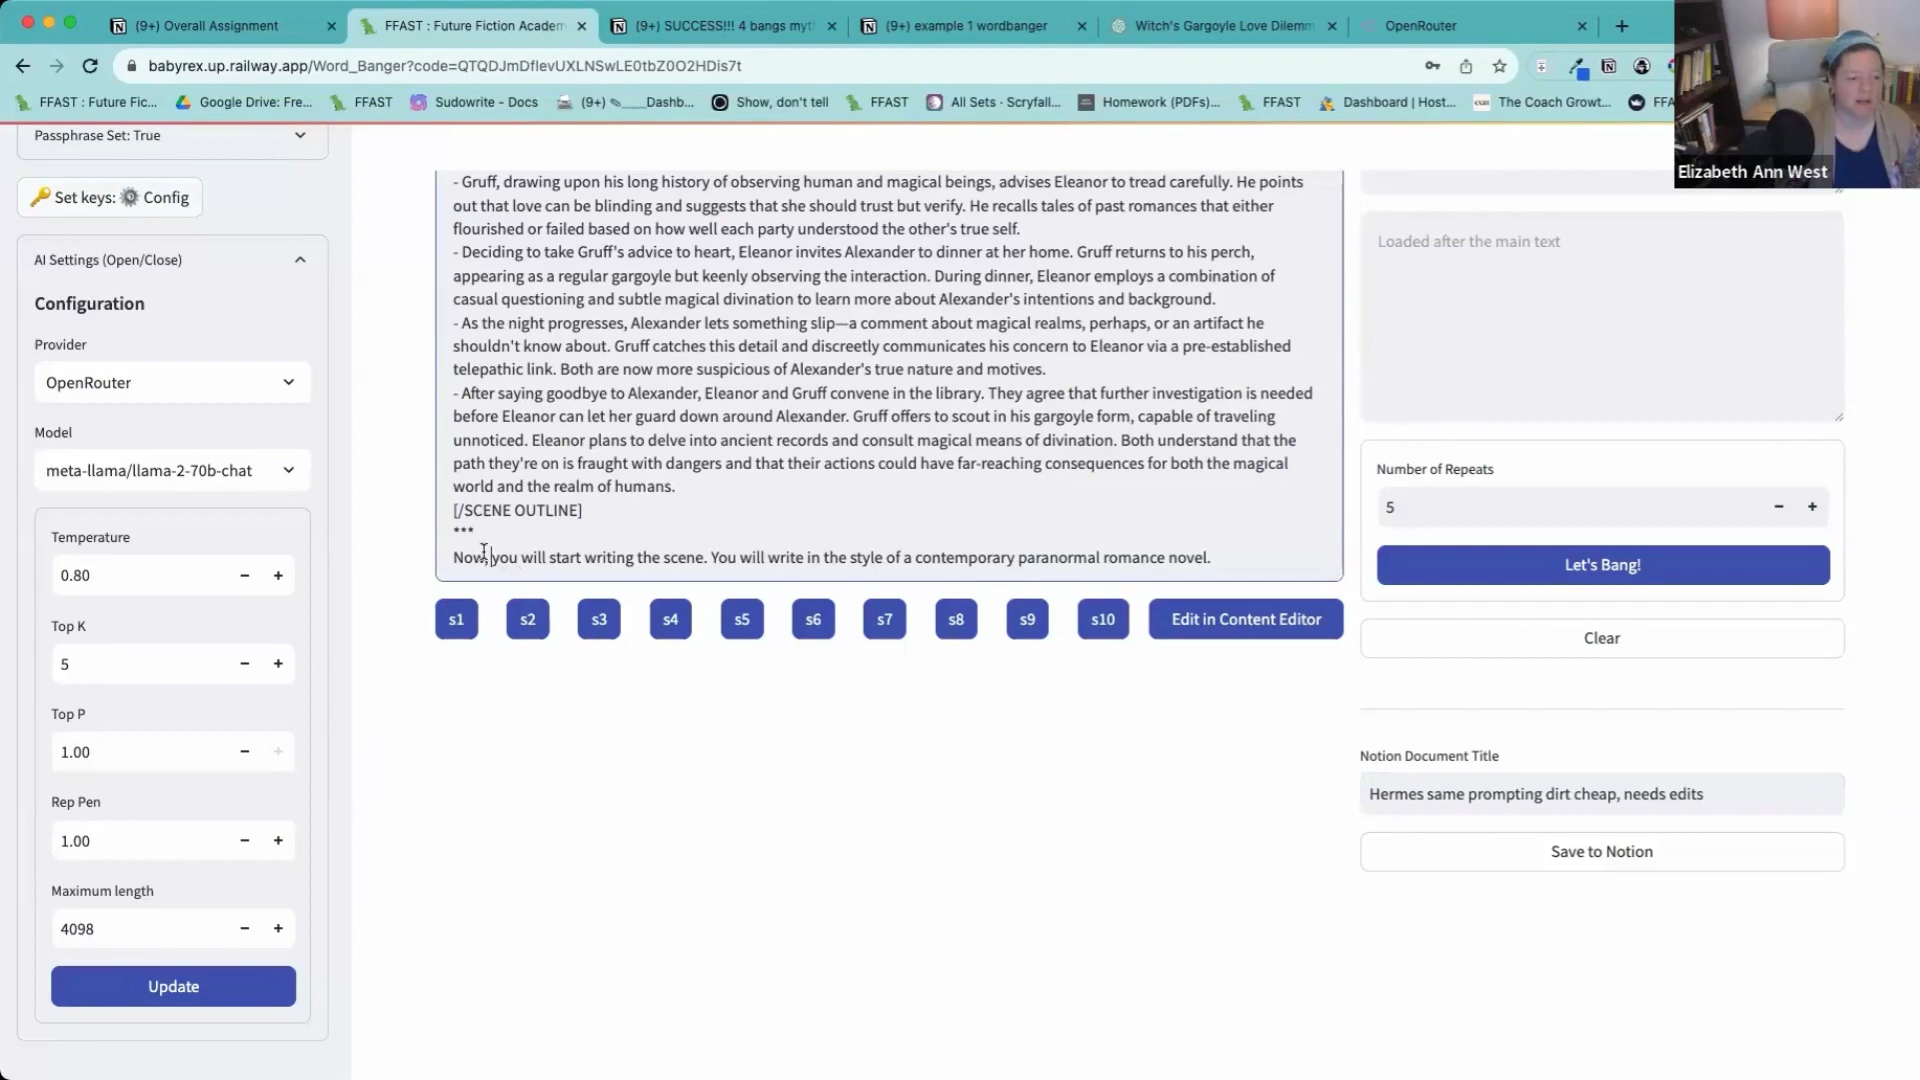 (9+) Overall Assignment
FFAST : Future Fiction Academ
(9+) SUCCESS!!! 4 bangs myt
(9+) example 1 wordbanger
Witch's Gargoyle Love Dilemm
OpenRouter
babyrex.up.railway.app/Word_Banger?code=QTQDJmDflevUXLNSwLE0tbZ0O2HDis7t
FFAST : Future Fic...
Google Drive: Fre...
FFAST
Sudowrite - Docs
(9+) ✎____Dashb...
Show, don't tell
FFAST
All Sets · Scryfall...
Homework (PDFs)...
FFAST
Dashboard | Host...
The Coach Growt...
FFA
Elizabeth Ann West
Passphrase Set: True
Set keys: Config
AI Settings (Open/Close)
Configuration
Provider
OpenRouter
Model
meta-llama/llama-2-70b-chat
Temperature
0.80
Top K
5
Top P
1.00
Rep Pen
1.00
Maximum length
4098
Update
- Gruff, drawing upon his long history of observing human and magical beings, advises Eleanor to tread carefully. He points
out that love can be blinding and suggests that she should trust but verify. He recalls tales of past romances that either
flourished or failed based on how well each party understood the other's true self.
- Deciding to take Gruff's advice to heart, Eleanor invites Alexander to dinner at her home. Gruff returns to his perch,
appearing as a regular gargoyle but keenly observing the interaction. During dinner, Eleanor employs a combination of
casual questioning and subtle magical divination to learn more about Alexander's intentions and background.
- As the night progresses, Alexander lets something slip—a comment about magical realms, perhaps, or an artifact he
shouldn't know about. Gruff catches this detail and discreetly communicates his concern to Eleanor via a pre-established
telepathic link. Both are now more suspicious of Alexander's true nature and motives.
- After saying goodbye to Alexander, Eleanor and Gruff convene in the library. They agree that further investigation is needed
before Eleanor can let her guard down around Alexander. Gruff offers to scout in his gargoyle form, capable of traveling
unnoticed. Eleanor plans to delve into ancient records and consult magical means of divination. Both understand that the
path they're on is fraught with dangers and that their actions could have far-reaching consequences for both the magical
world and the realm of humans.
[/SCENE OUTLINE]
***
Now, you will start writing the scene. You will write in the style of a contemporary paranormal romance novel.
s1
s2
s3
s4
s5
s6
s7
s8
s9
s10
Edit in Content Editor
Loaded after the main text
Number of Repeats
5
Let's Bang!
Clear
Notion Document Title
Hermes same prompting dirt cheap, needs edits
Save to Notion